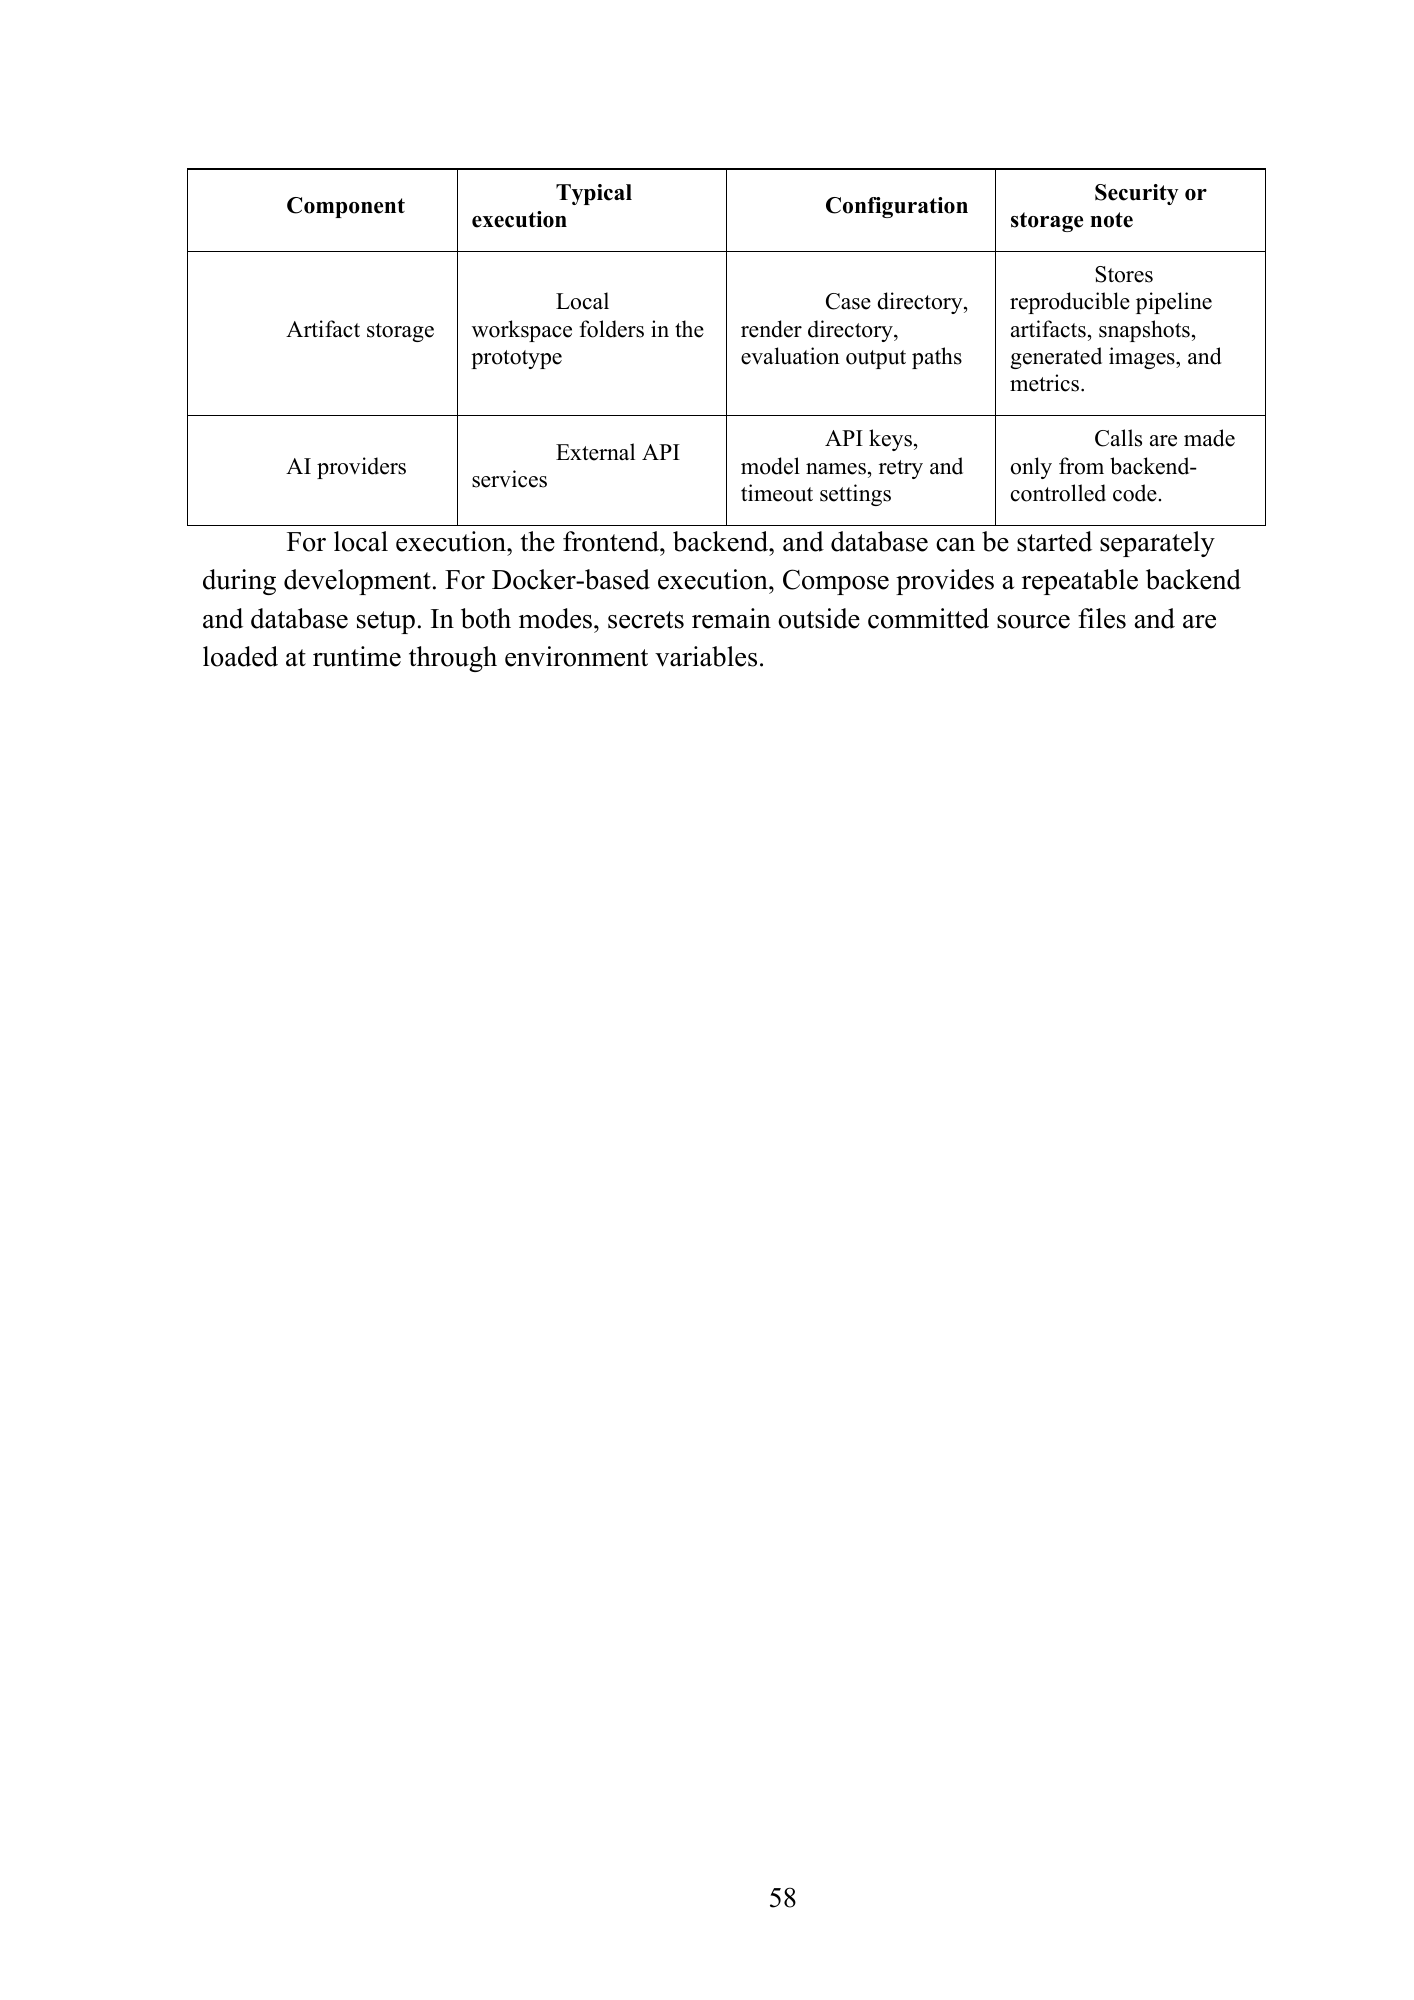 Component
Typical
execution
Configuration
Security or
storage note
Artifact storage
Local
workspace folders in the
prototype
Case directory,
render directory,
evaluation output paths
Stores
reproducible pipeline
artifacts, snapshots,
generated images, and
metrics.
AI providers
External API
services
API keys,
model names, retry and
timeout settings
Calls are made
only from backend-
controlled code.
For local execution, the frontend, backend, and database can be started separately
during development. For Docker-based execution, Compose provides a repeatable backend
and database setup. In both modes, secrets remain outside committed source files and are
loaded at runtime through environment variables.
58